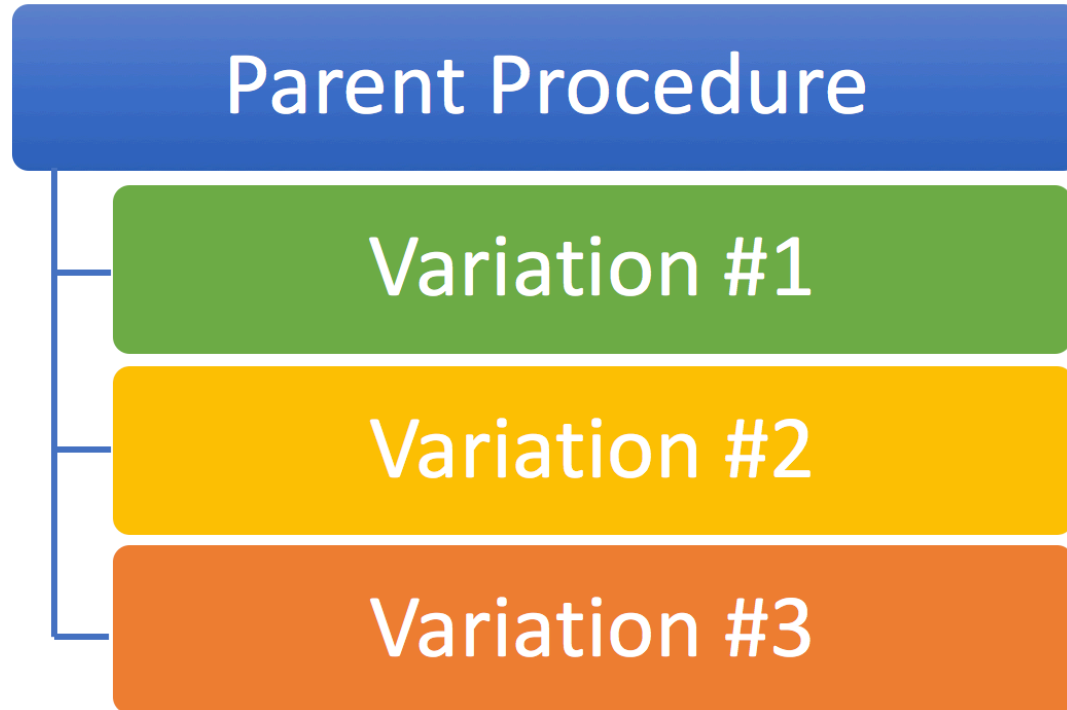 Parent Procedure
Variation #1
Variation #2
Variation #3